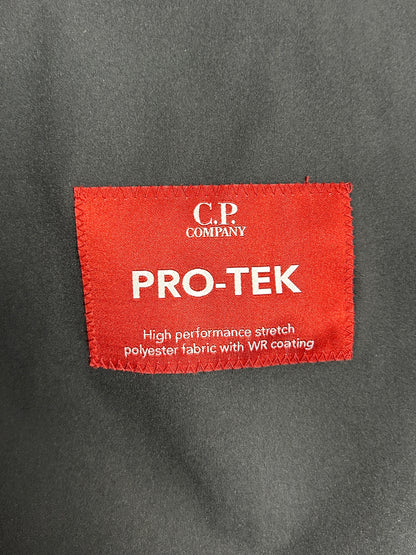 C.P.
COMPANY
PRO-TEK
High performance stretch
polyester fabric with WR coating